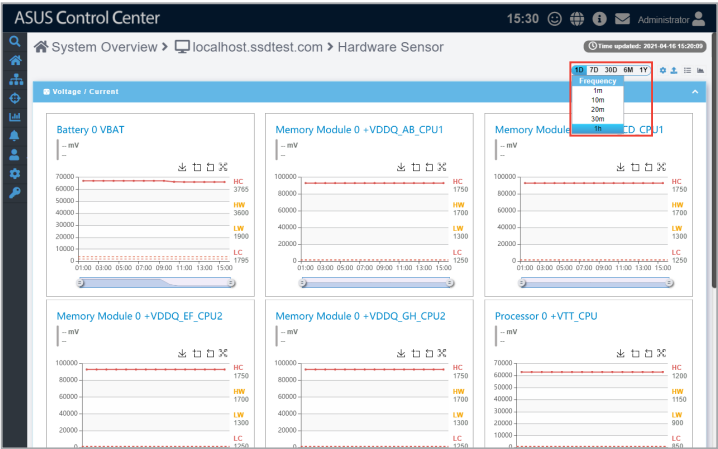 ASUS Control Center
15:30
Administrator
System Overview > localhost.ssdtest.com > Hardware Sensor
Time updated: 2021-04-16 15:20:09
1D 7D 30D 6M 1Y
Frequency
1m
10m
20m
30m
1h
Voltage / Current
Battery 0 VBAT
-- mV
--
70000
60000
50000
40000
30000
20000
10000
0
HC
3765
HW
3600
LW
1900
LC
1795
01:00 03:00 05:00 07:00 09:00 11:00 13:00 15:00
Memory Module 0 +VDDQ_AB_CPU1
-- mV
--
100000
80000
60000
40000
20000
0
HC
1750
HW
1700
LW
1300
LC
1250
01:00 03:00 05:00 07:00 09:00 11:00 13:00 15:00
Memory Module CD_CPU1
-- mV
--
100000
80000
60000
40000
20000
0
HC
1750
HW
1700
LW
1300
LC
1250
01:00 03:00 05:00 07:00 09:00 11:00 13:00 15:00
Memory Module 0 +VDDQ_EF_CPU2
-- mV
--
100000
80000
60000
40000
20000
0
HC
1750
HW
1700
LW
1300
LC
1250
Memory Module 0 +VDDQ_GH_CPU2
-- mV
--
100000
80000
60000
40000
20000
0
HC
1750
HW
1700
LW
1300
LC
1250
Processor 0 +VTT_CPU
-- mV
--
70000
60000
50000
40000
30000
20000
10000
0
HC
1200
HW
1150
LW
900
LC
850